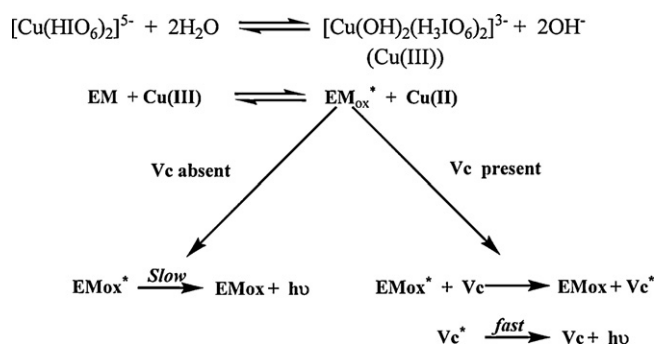 [Cu(HIO₆)₂]⁵⁻ + 2H₂O ⇌ [Cu(OH)₂(H₃IO₆)₂]³⁻ + 2OH⁻
(Cu(III))
EM + Cu(III) ⇌ EMₒₓ* + Cu(II)
Vc absent Vc present
EMox* Slow→ EMox + hυ EMox* + Vc → EMox + Vc*
Vc* fast→ Vc + hυ